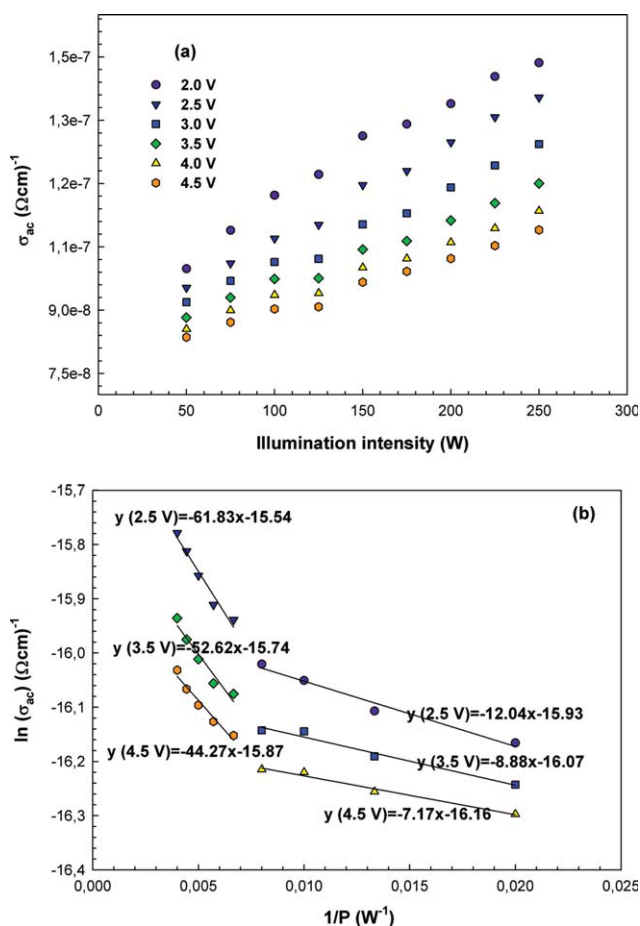 (a)
1,5e-7
1,3e-7
1,2e-7
1,1e-7
9,0e-8
7,5e-8
σac (Ωcm)-1
2.0 V
2.5 V
3.0 V
3.5 V
4.0 V
4.5 V
0 50 100 150 200 250 300
Illumination intensity (W)
(b)
-15,7
-15,8
-15,9
-16,0
-16,1
-16,2
-16,3
-16,4
ln (σac) (Ωcm)-1
y (2.5 V)=-61.83x-15.54
y (3.5 V)=-52.62x-15.74
y (4.5 V)=-44.27x-15.87
y (2.5 V)=-12.04x-15.93
y (3.5 V)=-8.88x-16.07
y (4.5 V)=-7.17x-16.16
0,000 0,005 0,010 0,015 0,020 0,025
1/P (W-1)